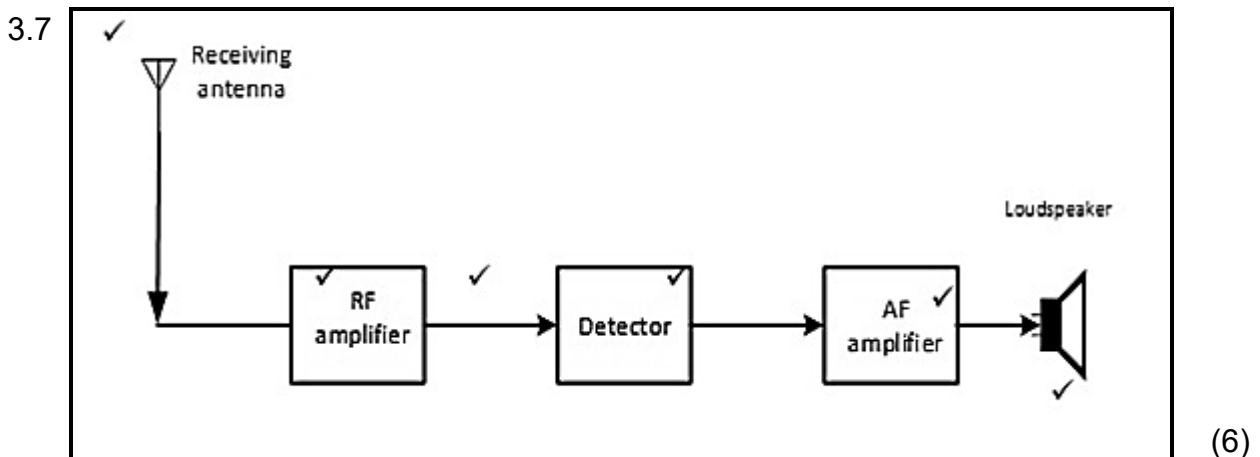 3.7
Receiving
antenna
Loudspeaker
RF
amplifier
Detector
AF
amplifier
(6)